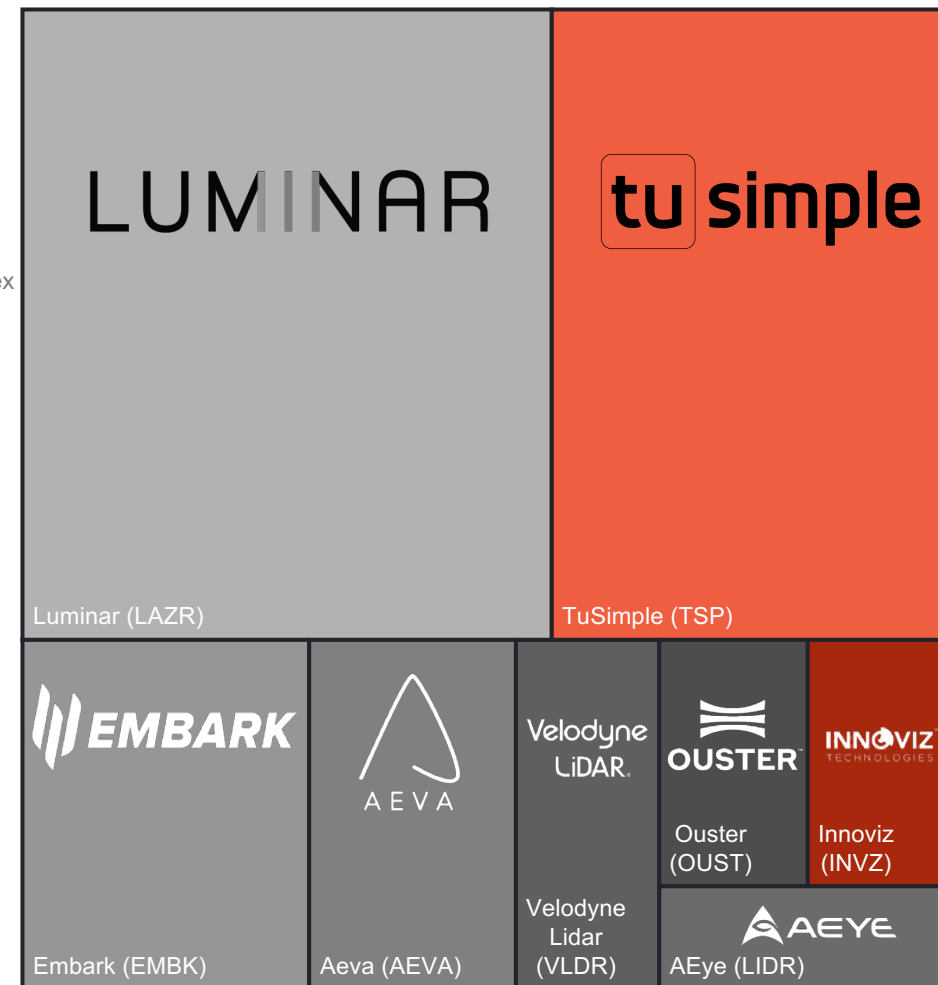 LUMINAR
tu simple
ex
Luminar (LAZR)
TuSimple (TSP)
EMBARK
AEVA
Velodyne
LiDAR.
OUSTER™
INNOVIZ
TECHNOLOGIES
Ouster
(OUST)
Innoviz
(INVZ)
Velodyne
Lidar
(VLDR)
AEYE
Embark (EMBK)
Aeva (AEVA)
AEye (LIDR)